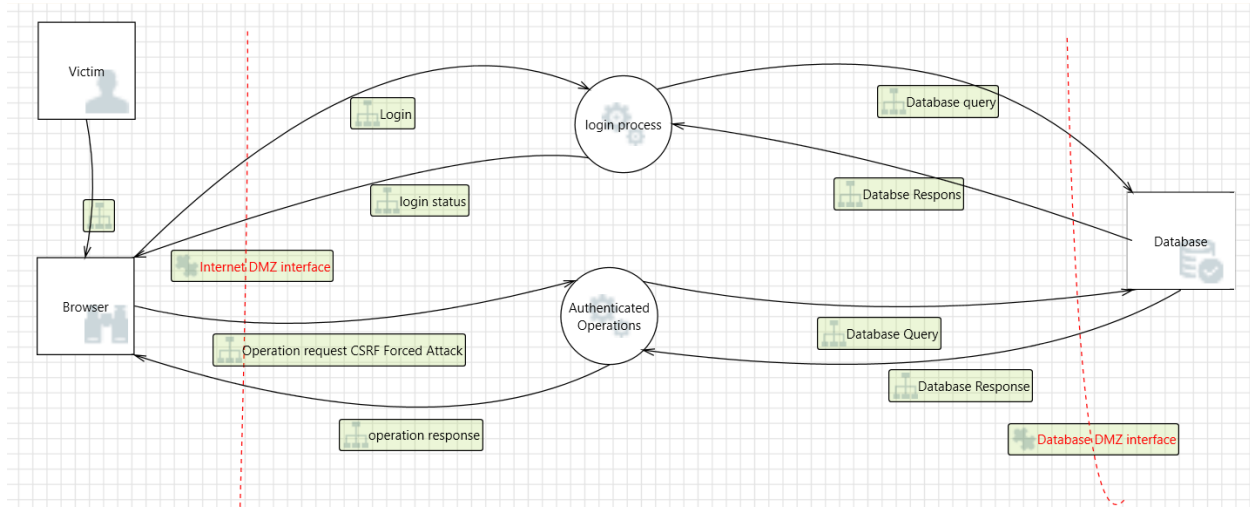 Victim
Login
login process
Database query
login status
Databse Respons
Database
Internet DMZ interface
Browser
Authenticated
Operations
Operation request CSRF Forced Attack
Database Query
Database Response
operation response
Database DMZ interface